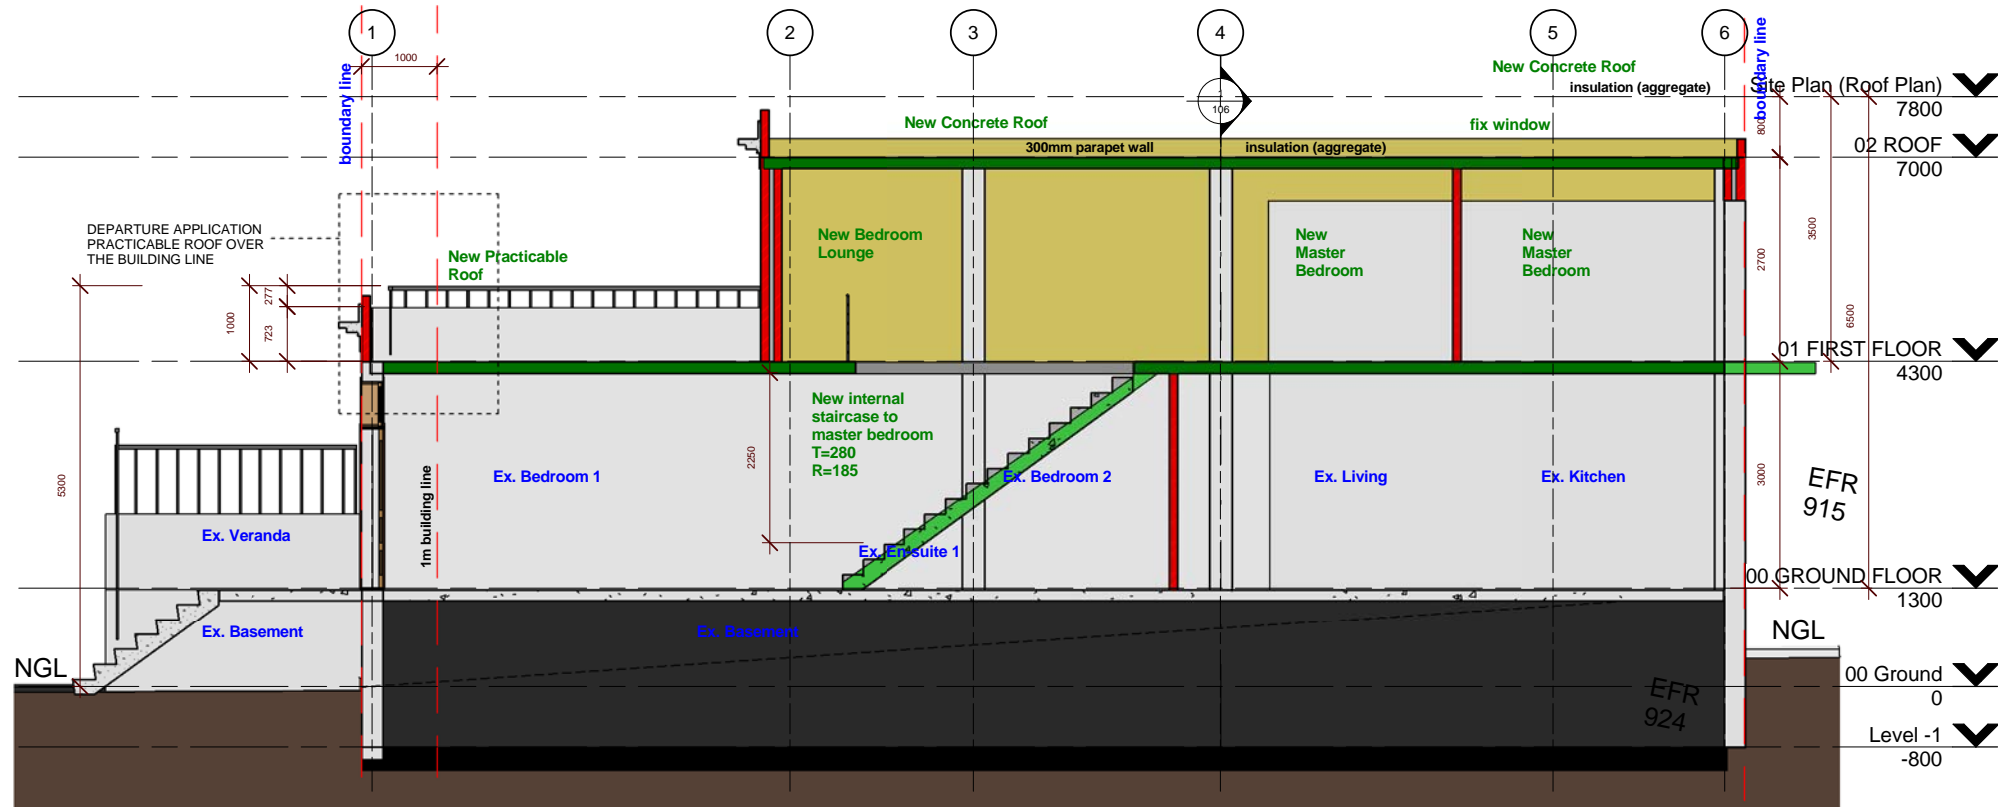 1
2
3
4
5
6
1000
boundary line
boundary line
New Concrete Roof
insulation (aggregate)
Site Plan (Roof Plan)
7800
1
106
New Concrete Roof
fix window
800
300mm parapet wall
insulation (aggregate)
02 ROOF
7000
DEPARTURE APPLICATION
PRACTICABLE ROOF OVER
THE BUILDING LINE
New Practicable
Roof
New Bedroom
Lounge
New
Master
Bedroom
New
Master
Bedroom
3500
2700
277
1000
723
6500
01 FIRST FLOOR
4300
New internal
staircase to
master bedroom
T=280
R=185
2250
5300
1m building line
Ex. Bedroom 1
Ex. Bedroom 2
Ex. Living
Ex. Kitchen
3000
EFR
915
Ex. Veranda
Ex. En-suite 1
00 GROUND FLOOR
1300
Ex. Basement
Ex. Basement
NGL
NGL
EFR
924
00 Ground
0
Level -1
-800